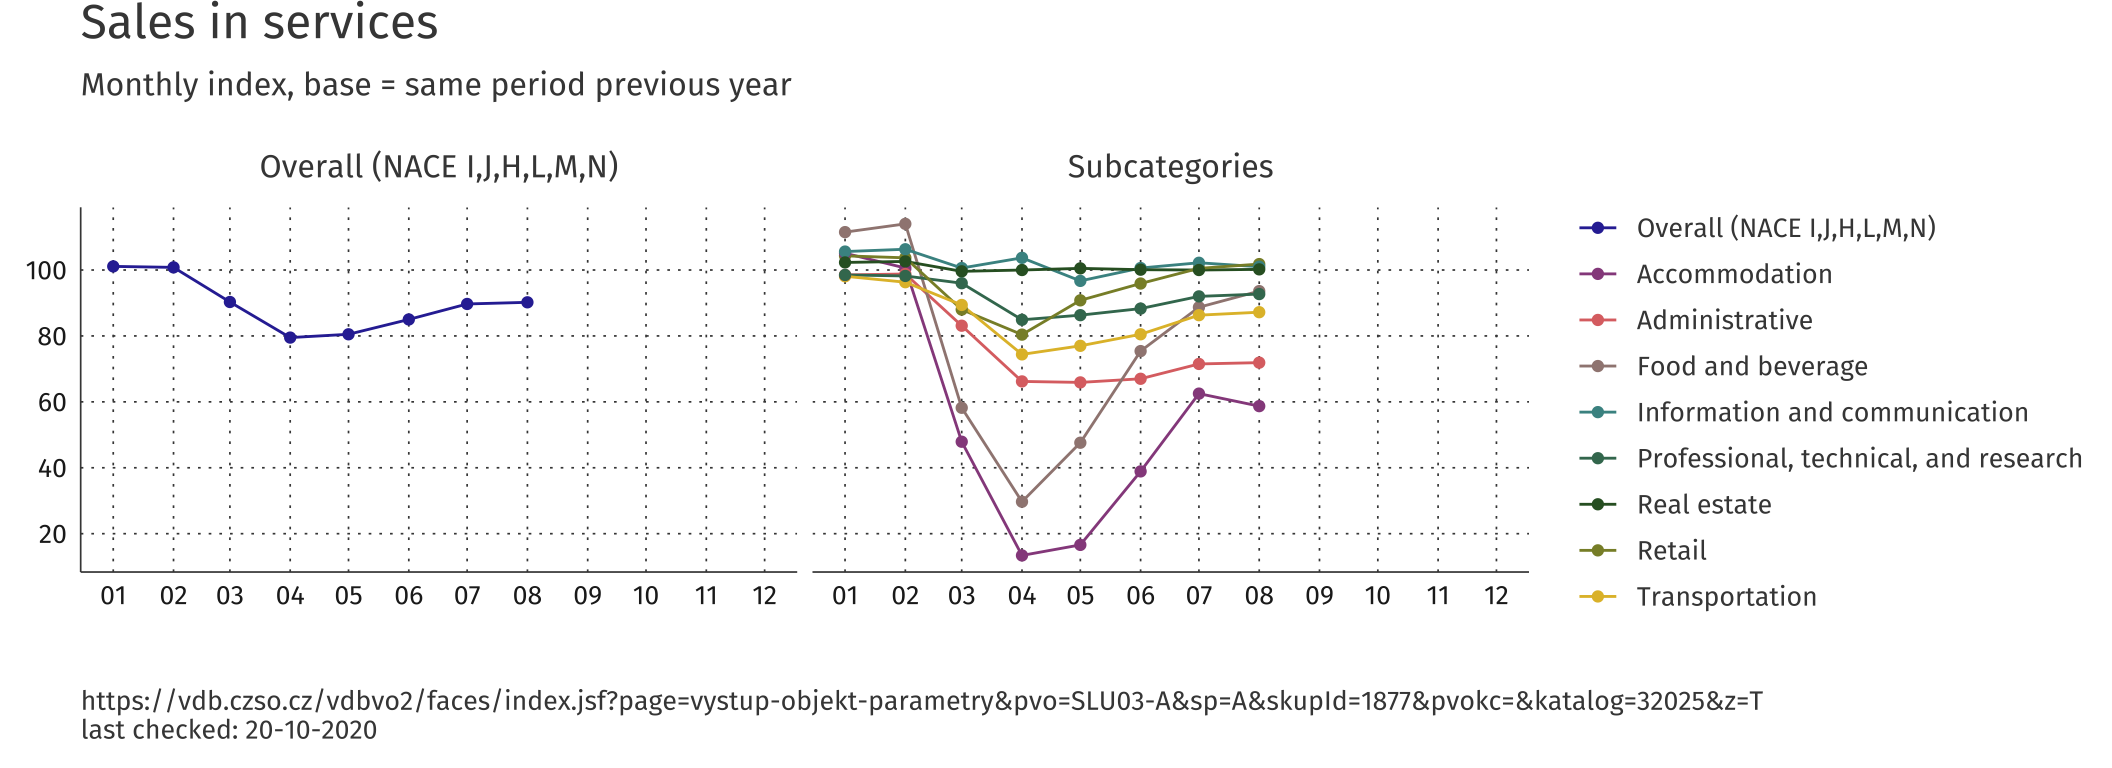 Sales in services
Monthly index, base = same period previous year
Overall (NACE I,J,H,L,M,N)
Subcategories
100
80
60
40
20
01 02 03 04 05 06 07 08 09 10 11 12
01 02 03 04 05 06 07 08 09 10 11 12
Overall (NACE I,J,H,L,M,N)
Accommodation
Administrative
Food and beverage
Information and communication
Professional, technical, and research
Real estate
Retail
Transportation
https://vdb.czso.cz/vdbvo2/faces/index.jsf?page=vystup-objekt-parametry&pvo=SLU03-A&sp=A&skupId=1877&pvokc=&katalog=32025&z=T
last checked: 20-10-2020